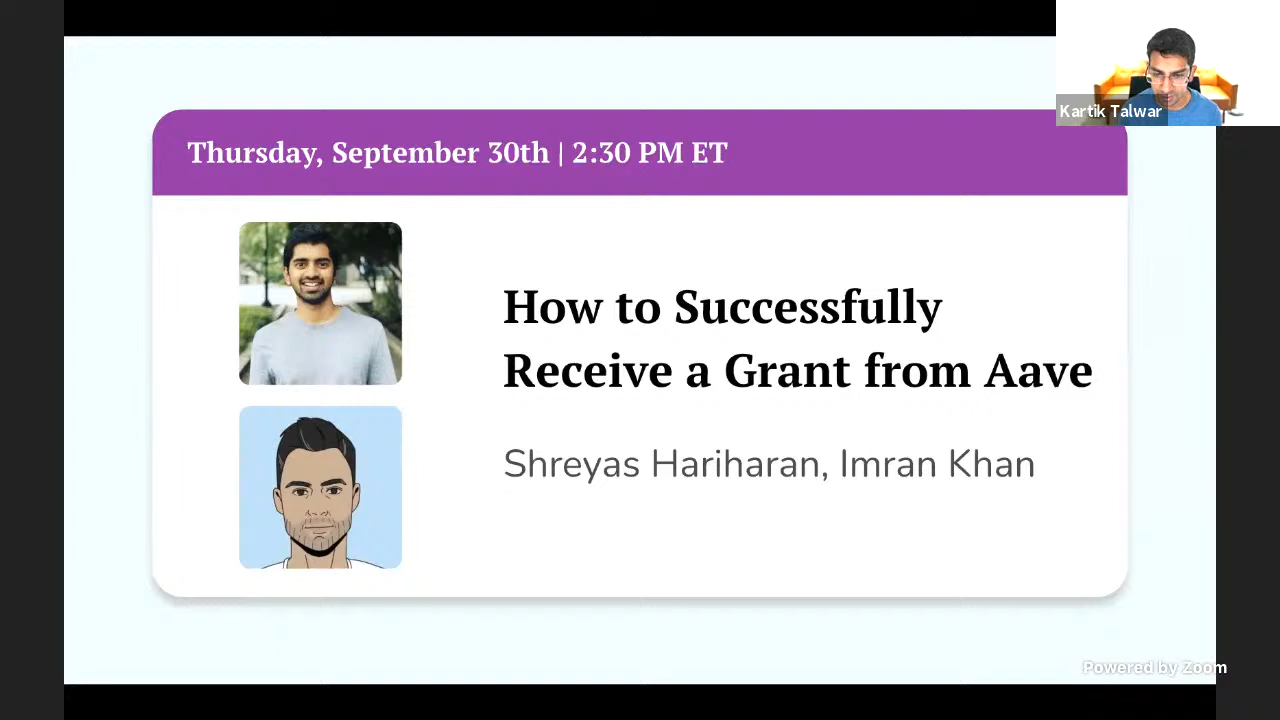 Kartik Talwar
Thursday, September 30th | 2:30 PM ET
How to Successfully
Receive a Grant from Aave
Shreyas Hariharan, Imran Khan
Powered by Zoom